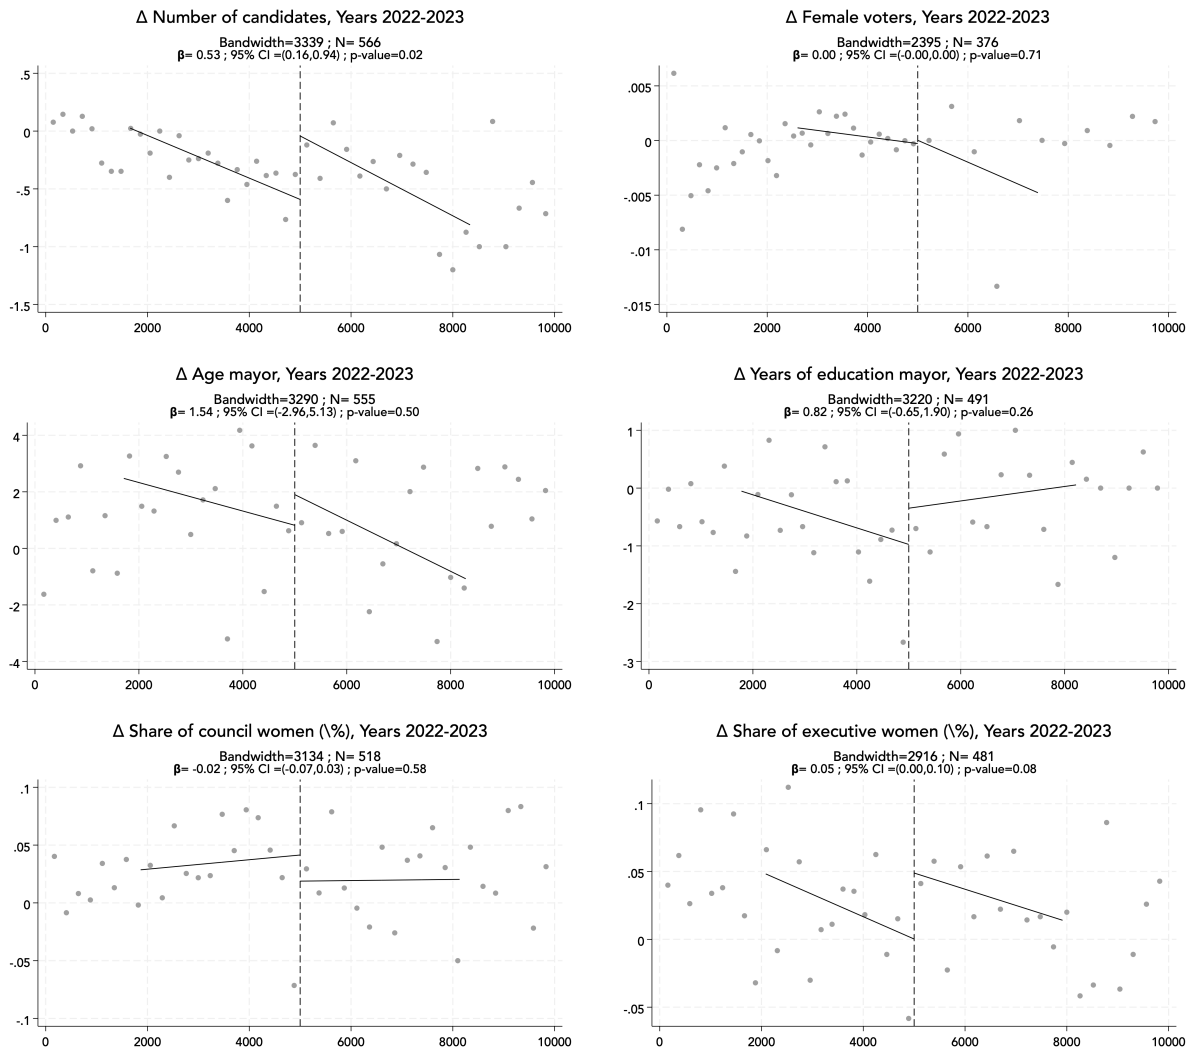 Δ Number of candidates, Years 2022-2023
Bandwidth=3339 ; N= 566
β= 0.53 ; 95% CI =(0.16,0.94) ; p-value=0.02
.5
0
-.5
-1
-1.5
0 2000 4000 6000 8000 10000
Δ Female voters, Years 2022-2023
Bandwidth=2395 ; N= 376
β= 0.00 ; 95% CI =(-0.00,0.00) ; p-value=0.71
.005
0
-.005
-.01
-.015
0 2000 4000 6000 8000 10000
Δ Age mayor, Years 2022-2023
Bandwidth=3290 ; N= 555
β= 1.54 ; 95% CI =(-2.96,5.13) ; p-value=0.50
4
2
0
-2
-4
0 2000 4000 6000 8000 10000
Δ Years of education mayor, Years 2022-2023
Bandwidth=3220 ; N= 491
β= 0.82 ; 95% CI =(-0.65,1.90) ; p-value=0.26
1
0
-1
-2
-3
0 2000 4000 6000 8000 10000
Δ Share of council women (\%), Years 2022-2023
Bandwidth=3134 ; N= 518
β= -0.02 ; 95% CI =(-0.07,0.03) ; p-value=0.58
.1
.05
0
-.05
-.1
0 2000 4000 6000 8000 10000
Δ Share of executive women (\%), Years 2022-2023
Bandwidth=2916 ; N= 481
β= 0.05 ; 95% CI =(0.00,0.10) ; p-value=0.08
.1
.05
0
-.05
0 2000 4000 6000 8000 10000